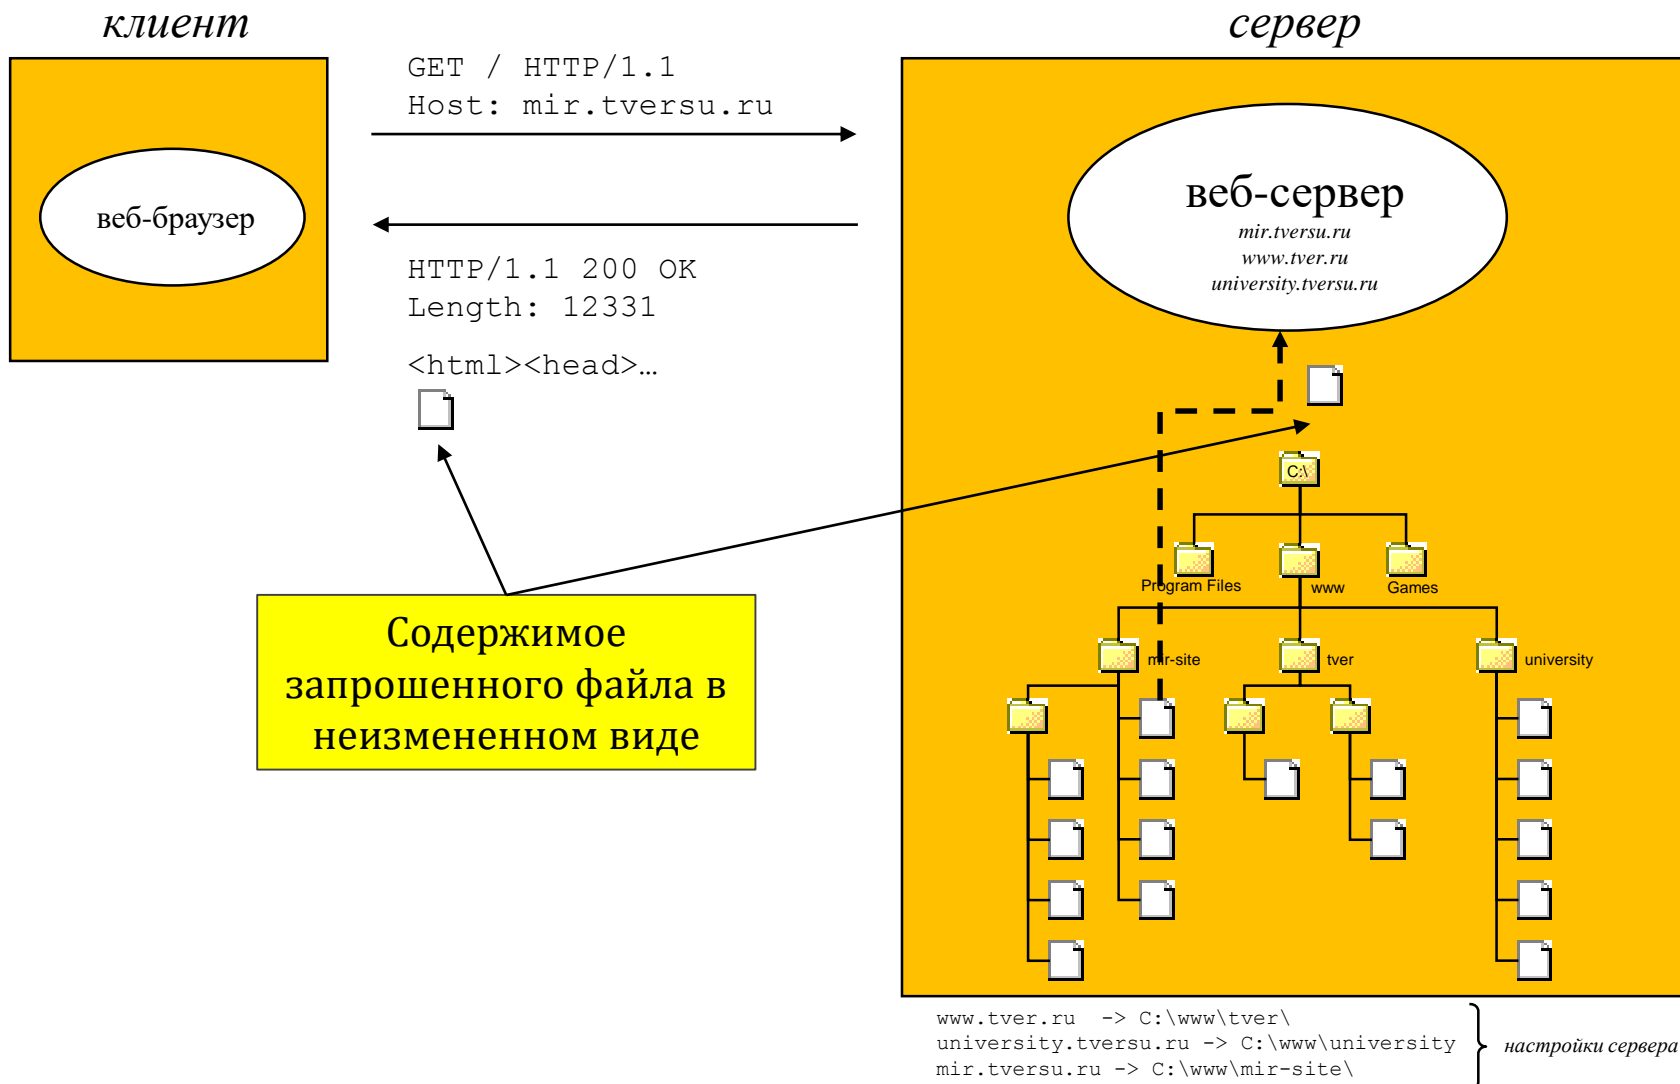 клиент
сервер
GET / HTTP/1.1
Host: mir.tversu.ru
веб-браузер
HTTP/1.1 200 OK
Length: 12331
<html><head>…
веб-сервер
mir.tversu.ru
www.tver.ru
university.tversu.ru
C:\
Program Files
www
Games
mir-site
tver
university
Содержимое
запрошенного файла в
неизмененном виде
www.tver.ru  -> C:\www\tver\
university.tversu.ru -> C:\www\university
mir.tversu.ru -> C:\www\mir-site\
настройки сервера